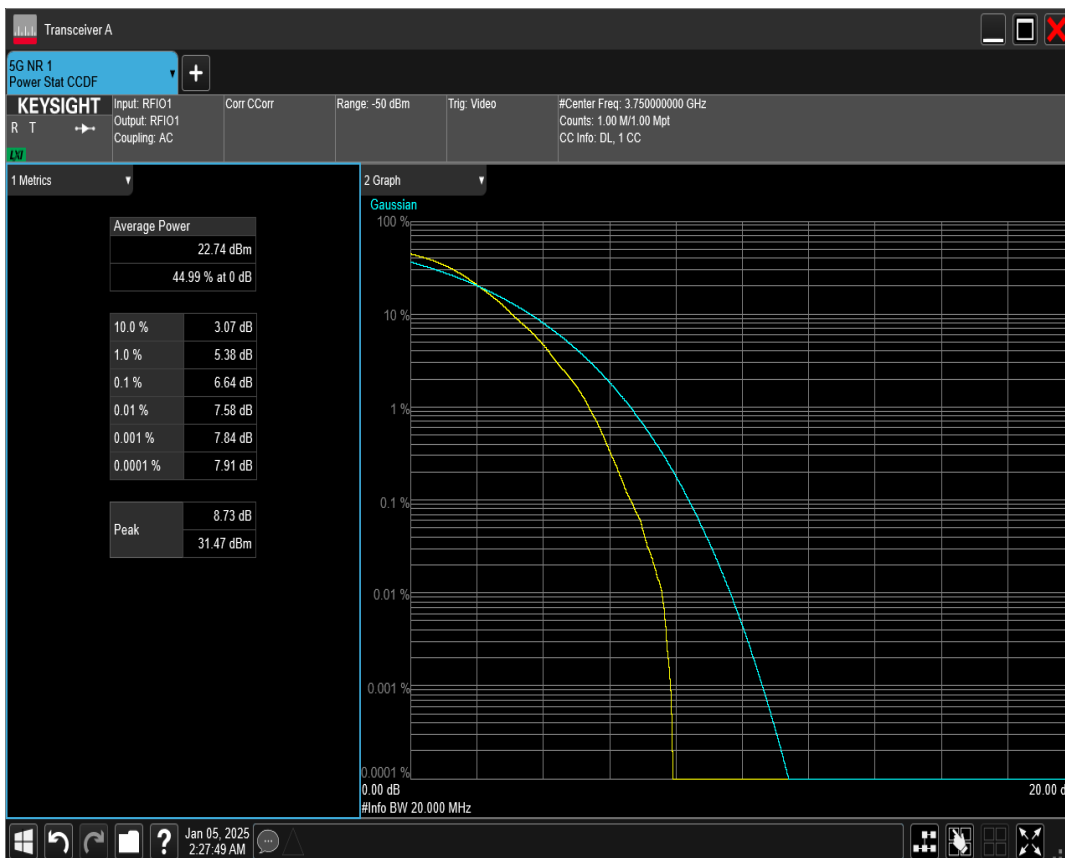 Transceiver A
5G NR 1
Power Stat CCDF
KEYSIGHT
R T
LXI
Input: RFIO1
Output: RFIO1
Coupling: AC
Corr CCorr
Range: -50 dBm
Trig: Video
#Center Freq: 3.750000000 GHz
Counts: 1.00 M/1.00 Mpt
CC Info: DL, 1 CC
1 Metrics
Average Power
22.74 dBm
44.99 % at 0 dB
10.0 % 3.07 dB
1.0 % 5.38 dB
0.1 % 6.64 dB
0.01 % 7.58 dB
0.001 % 7.84 dB
0.0001 % 7.91 dB
Peak
8.73 dB
31.47 dBm
2 Graph
Gaussian
100 %
10 %
1 %
0.1 %
0.01 %
0.001 %
0.0001 %
0.00 dB
20.00 d
#Info BW 20.000 MHz
?
Jan 05, 2025
2:27:49 AM